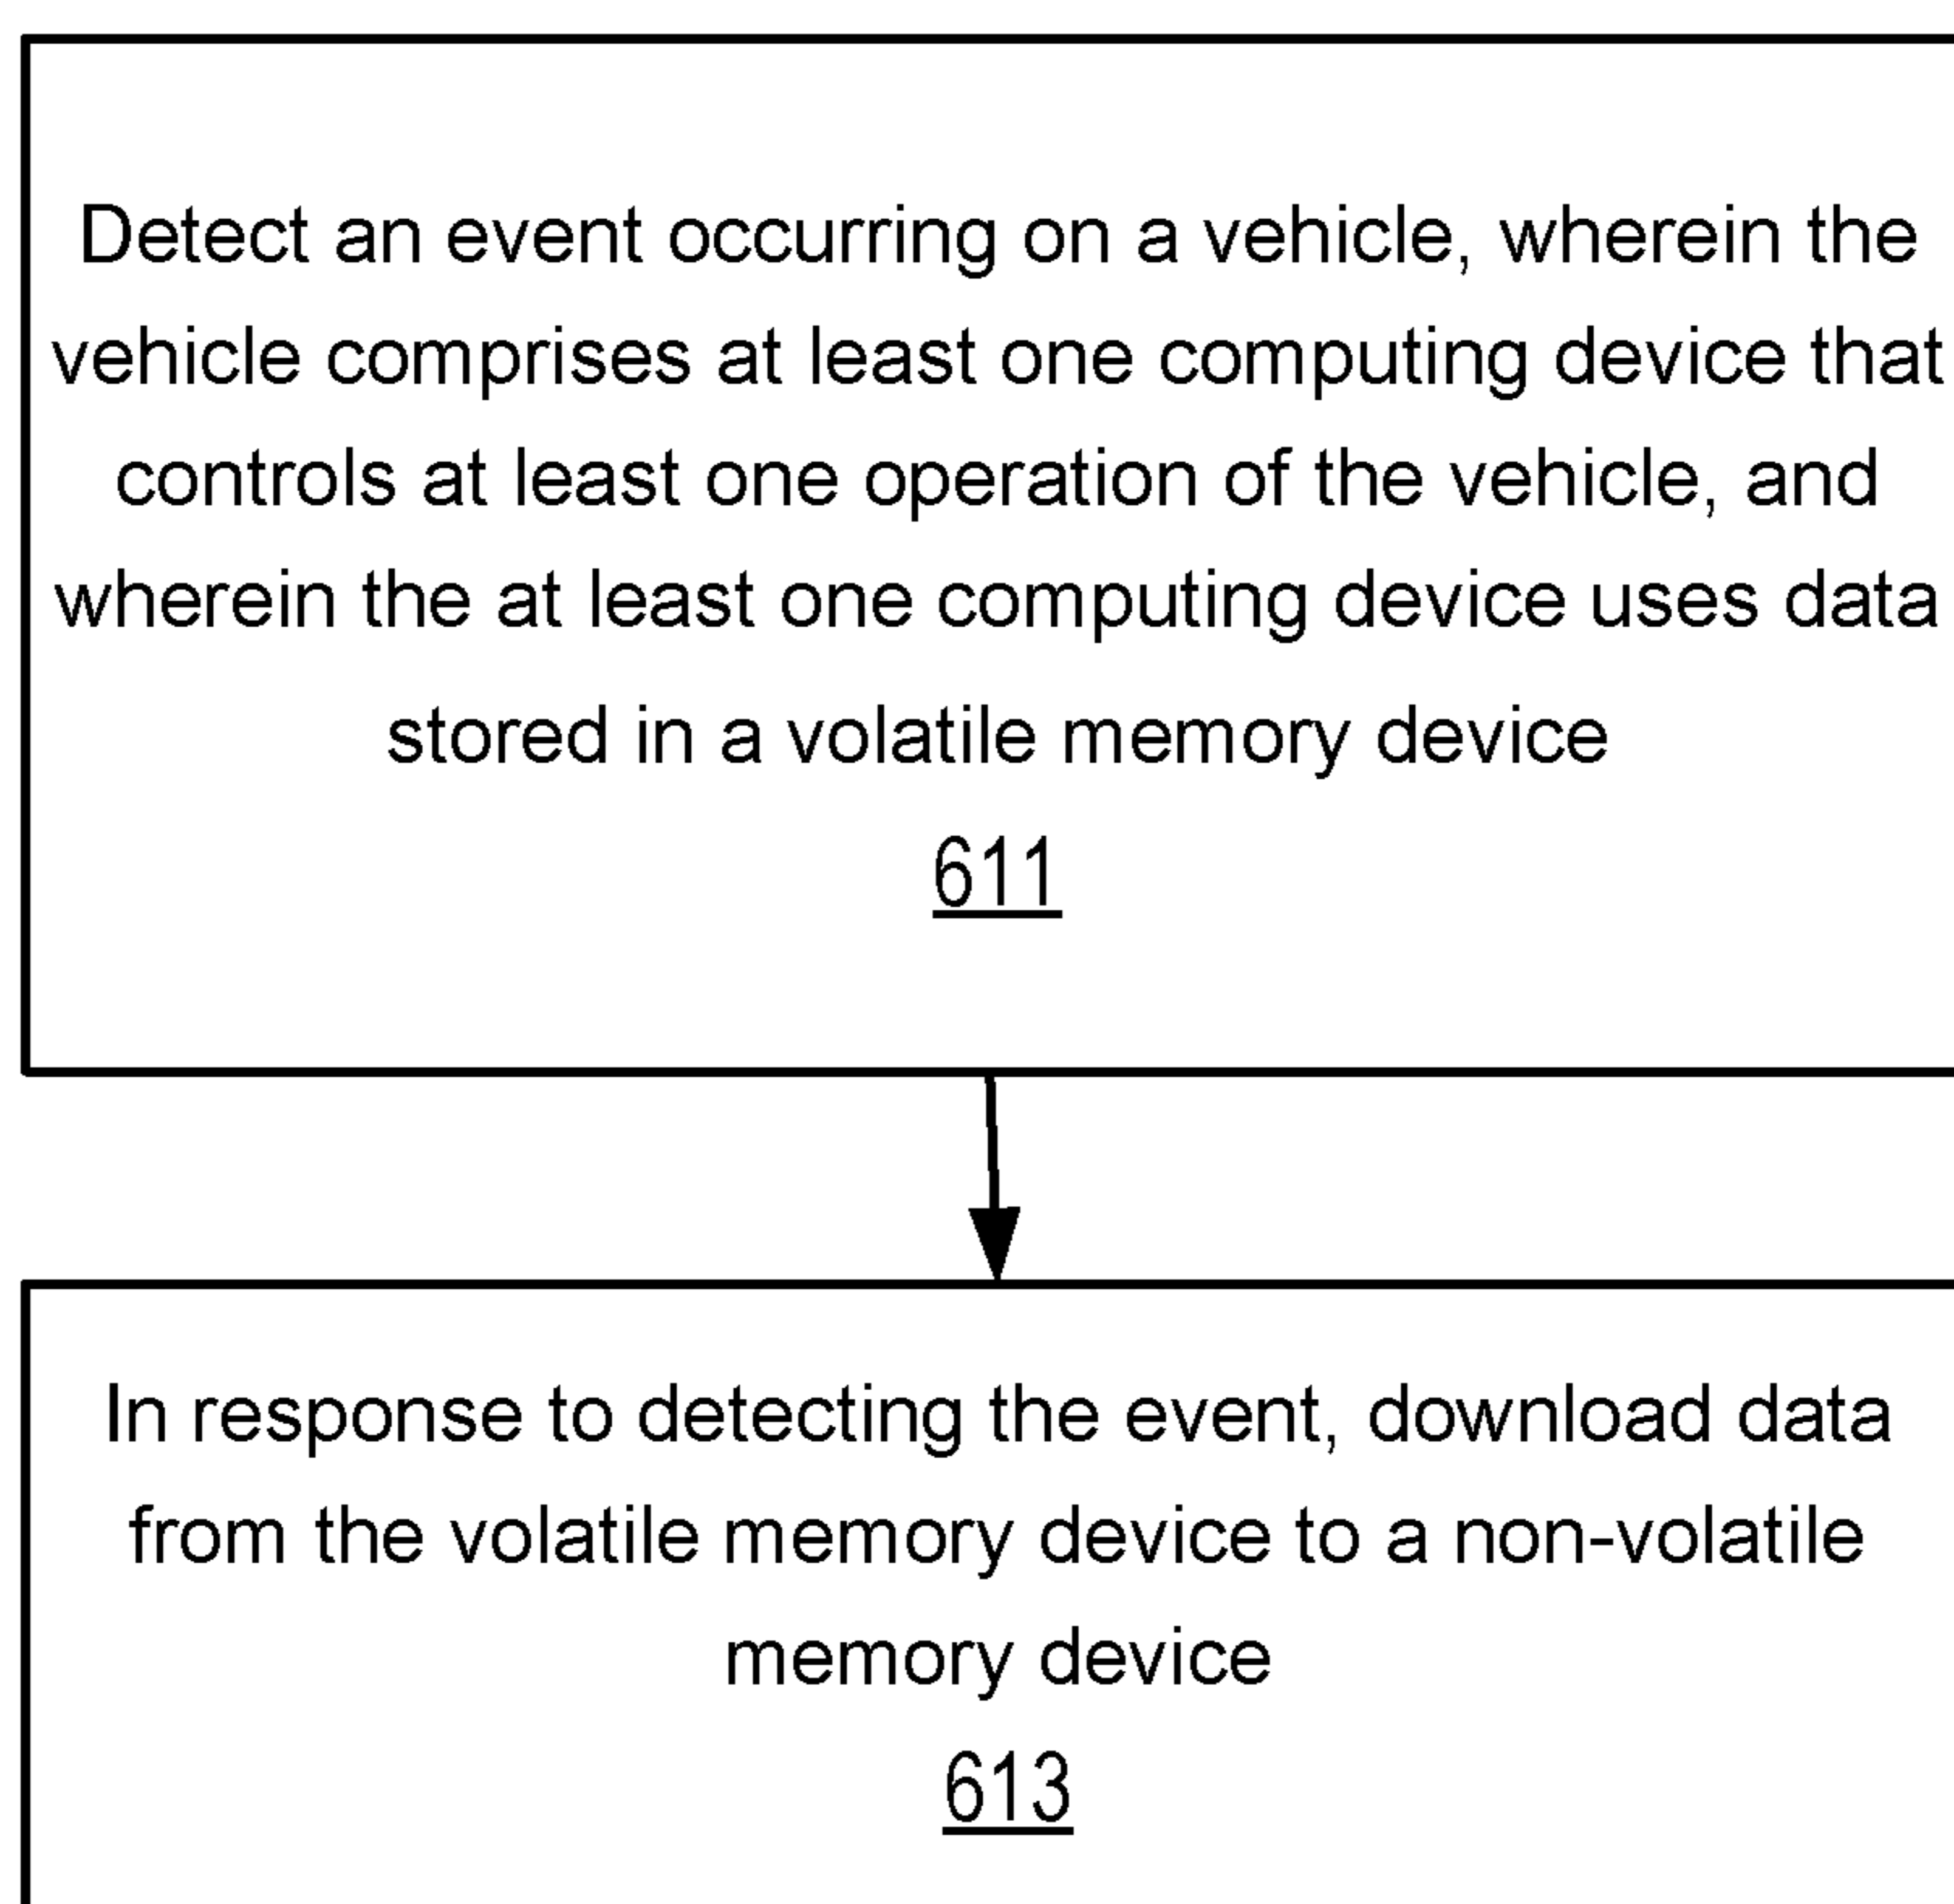 Detect an event occurring on a vehicle, wherein the
vehicle comprises at least one computing device that
controls at least one operation of the vehicle, and
wherein the at least one computing device uses data
stored in a volatile memory device
611
In response to detecting the event, download data
from the volatile memory device to a non-volatile
memory device
613